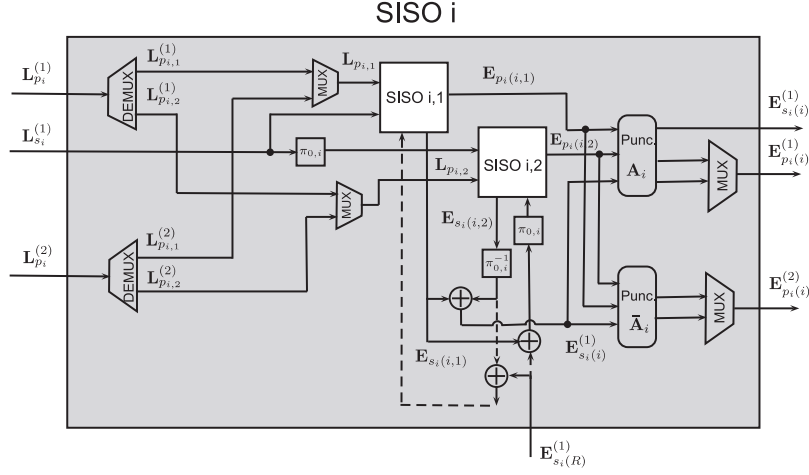 SISO i
L_{p_i}^{(1)}
DEMUX
L_{p_{i,1}}^{(1)}
L_{p_{i,2}}^{(1)}
MUX
L_{p_{i,1}}
SISO i,1
E_{p_i(i,1)}
L_{s_i}^{(1)}
π_{0,i}
SISO i,2
E_{p_i(i,2)}
L_{p_{i,2}}
MUX
Punc.
A_i
MUX
E_{s_i(i)}^{(1)}
E_{p_i(i)}^{(1)}
L_{p_i}^{(2)}
DEMUX
L_{p_{i,1}}^{(2)}
L_{p_{i,2}}^{(2)}
E_{s_i(i,2)}
π_{0,i}
π_{0,i}^{-1}
Punc.
Ā_i
MUX
E_{p_i(i)}^{(2)}
E_{s_i(i,1)}
E_{s_i(i)}^{(1)}
E_{s_i(R)}^{(1)}